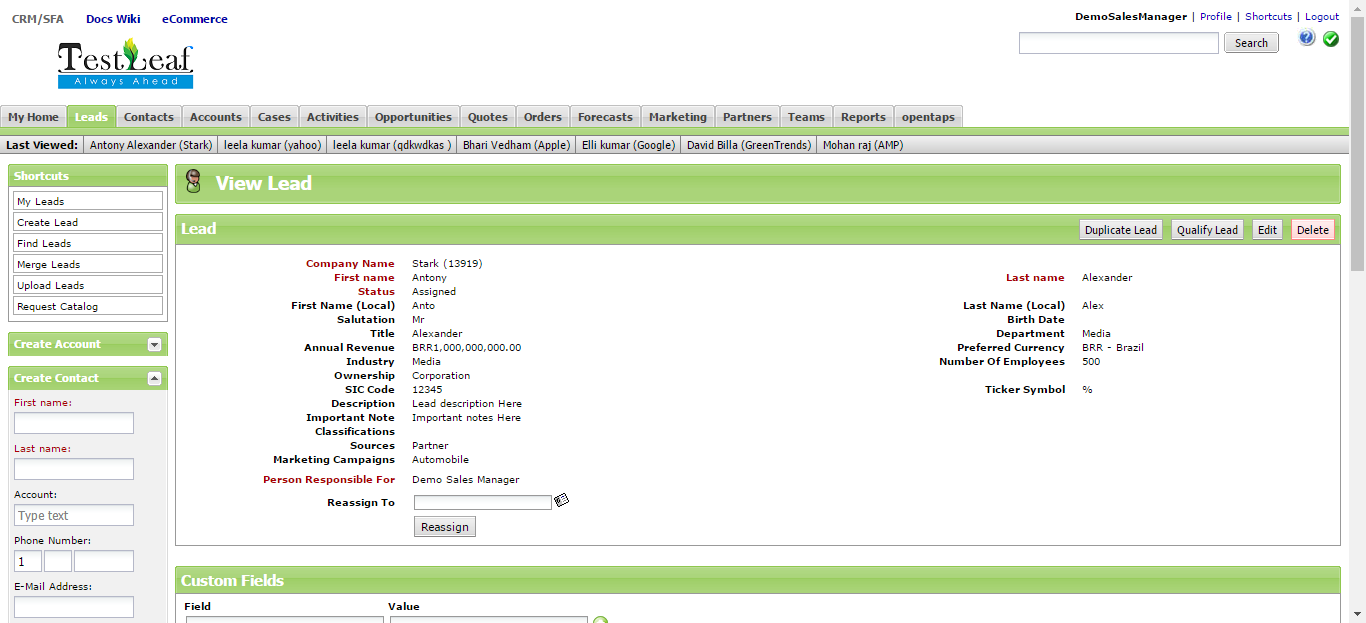 CRM/SFA Docs Wiki eCommerce
DemoSalesManager | Profile | Shortcuts | Logout
Search
TestLeaf
Always Ahead
My Home Leads Contacts Accounts Cases Activities Opportunities Quotes Orders Forecasts Marketing Partners Teams Reports opentaps
Last Viewed: Antony Alexander (Stark) leela kumar (yahoo) leela kumar (qdkwdkas ) Bhari Vedham (Apple) Elli kumar (Google) David Billa (GreenTrends) Mohan raj (AMP)
Shortcuts
My Leads
Create Lead
Find Leads
Merge Leads
Upload Leads
Request Catalog
Create Account
Create Contact
First name:
Last name:
Account:
Type text
Phone Number:
1
E-Mail Address:
View Lead
Lead Duplicate Lead Qualify Lead Edit Delete
Company Name Stark (13919)
First name Antony Last name Alexander
Status Assigned
First Name (Local) Anto Last Name (Local) Alex
Salutation Mr Birth Date
Title Alexander Department Media
Annual Revenue BRR1,000,000,000.00 Preferred Currency BRR - Brazil
Industry Media Number Of Employees 500
Ownership Corporation
SIC Code 12345 Ticker Symbol %
Description Lead description Here
Important Note Important notes Here
Classifications
Sources Partner
Marketing Campaigns Automobile
Person Responsible For Demo Sales Manager
Reassign To
Reassign
Custom Fields
Field Value